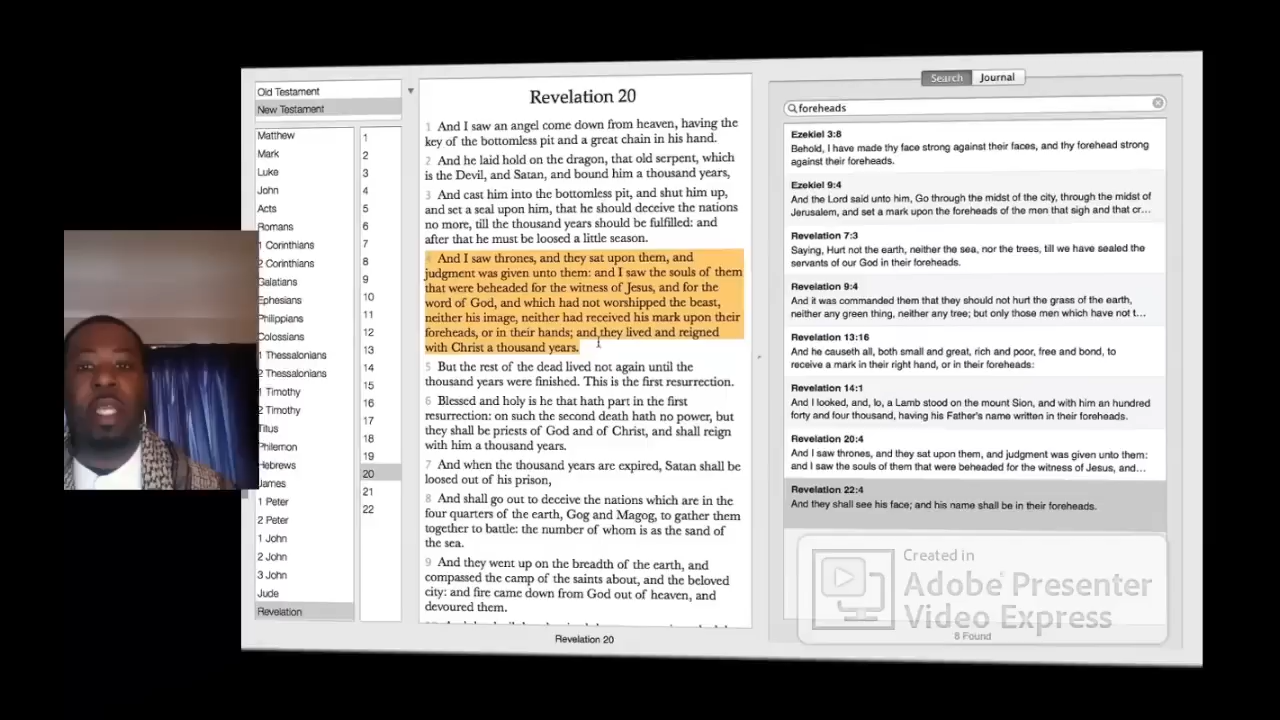 Old Testament
New Testament
Matthew
Mark
Luke
John
Acts
Romans
1 Corinthians
2 Corinthians
Galatians
Ephesians
Philippians
Colossians
1 Thessalonians
2 Thessalonians
1 Timothy
2 Timothy
Titus
Philemon
Hebrews
James
1 Peter
2 Peter
1 John
2 John
3 John
Jude
Revelation
1
2
3
4
5
6
7
8
9
10
11
12
13
14
15
16
17
18
19
20
21
22
Revelation 20
1 And I saw an angel come down from heaven, having the
key of the bottomless pit and a great chain in his hand.
2 And he laid hold on the dragon, that old serpent, which
is the Devil, and Satan, and bound him a thousand years,
3 And cast him into the bottomless pit, and shut him up,
and set a seal upon him, that he should deceive the nations
no more, till the thousand years should be fulfilled: and
after that he must be loosed a little season.
4 And I saw thrones, and they sat upon them, and
judgment was given unto them: and I saw the souls of them
that were beheaded for the witness of Jesus, and for the
word of God, and which had not worshipped the beast,
neither his image, neither had received his mark upon their
foreheads, or in their hands; and they lived and reigned
with Christ a thousand years.
5 But the rest of the dead lived not again until the
thousand years were finished. This is the first resurrection.
6 Blessed and holy is he that hath part in the first
resurrection: on such the second death hath no power, but
they shall be priests of God and of Christ, and shall reign
with him a thousand years.
7 And when the thousand years are expired, Satan shall be
loosed out of his prison,
8 And shall go out to deceive the nations which are in the
four quarters of the earth, Gog and Magog, to gather them
together to battle: the number of whom is as the sand of
the sea.
9 And they went up on the breadth of the earth, and
compassed the camp of the saints about, and the beloved
city: and fire came down from God out of heaven, and
devoured them.
Revelation 20
Search Journal
foreheads
Ezekiel 3:8
Behold, I have made thy face strong against their faces, and thy forehead strong
against their foreheads.
Ezekiel 9:4
And the Lord said unto him, Go through the midst of the city, through the midst of
Jerusalem, and set a mark upon the foreheads of the men that sigh and that cr...
Revelation 7:3
Saying, Hurt not the earth, neither the sea, nor the trees, till we have sealed the
servants of our God in their foreheads.
Revelation 9:4
And it was commanded them that they should not hurt the grass of the earth,
neither any green thing, neither any tree; but only those men which have not t...
Revelation 13:16
And he causeth all, both small and great, rich and poor, free and bond, to
receive a mark in their right hand, or in their foreheads:
Revelation 14:1
And I looked, and, lo, a Lamb stood on the mount Sion, and with him an hundred
forty and four thousand, having his Father's name written in their foreheads.
Revelation 20:4
And I saw thrones, and they sat upon them, and judgment was given unto them:
and I saw the souls of them that were beheaded for the witness of Jesus, and...
Revelation 22:4
And they shall see his face; and his name shall be in their foreheads.
Created in
Adobe Presenter
Video Express
8 Found